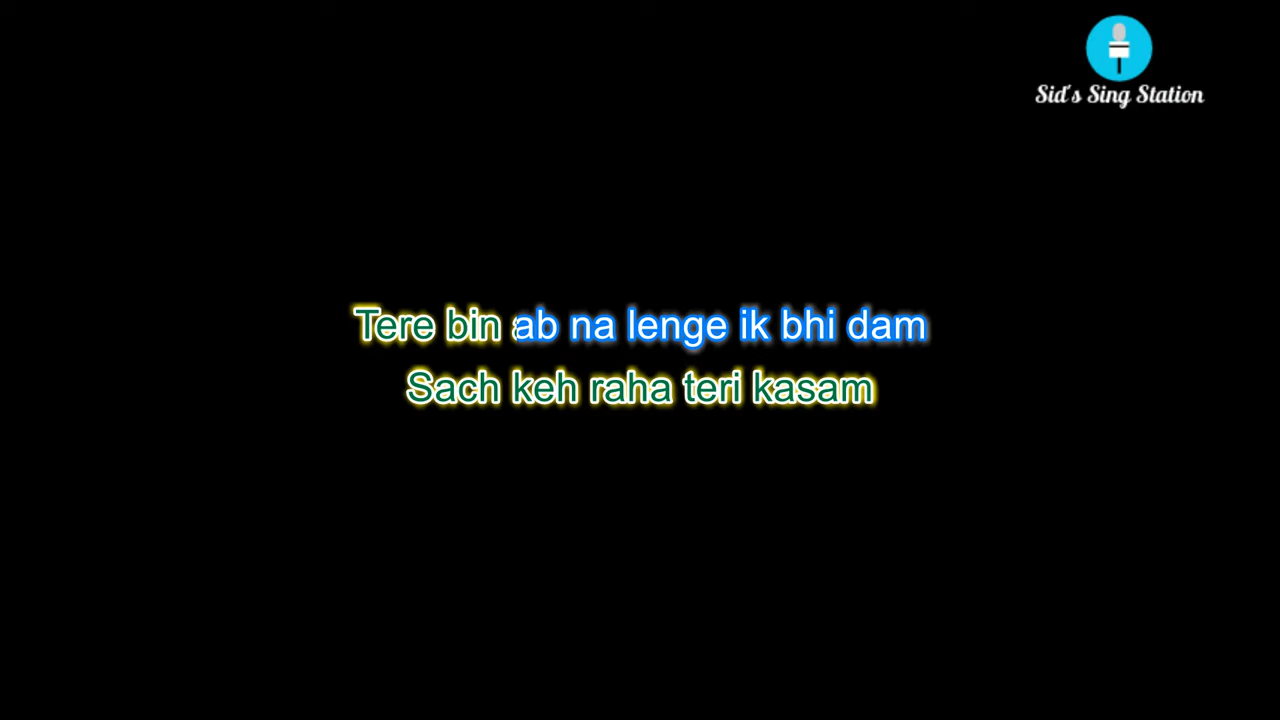 Sid's Sing Station
Tere bin ab na lenge ik bhi dam
Sach keh raha teri kasam